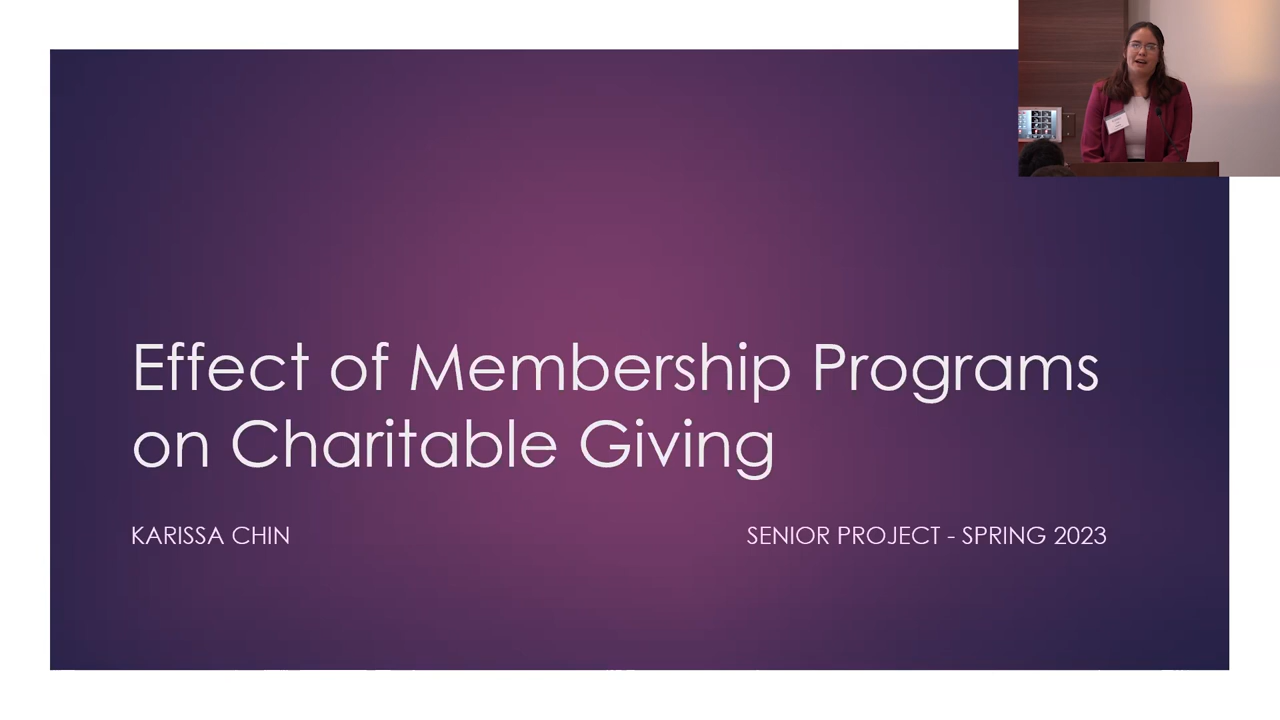 Effect of Membership Programs
on Charitable Giving
KARISSA CHIN
SENIOR PROJECT - SPRING 2023